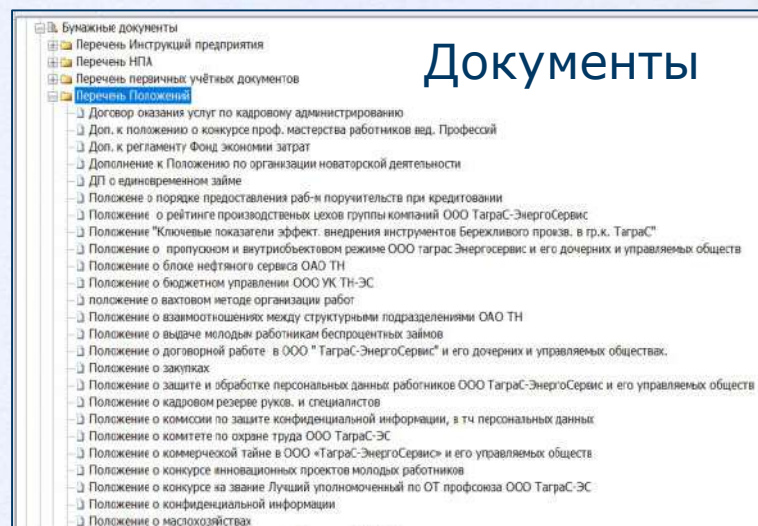 Документы
Бумажные документы
Перечень Инструкций предприятия
Перечень НПА
Перечень первичных учётных документов
Перечень Положений
Договор оказания услуг по кадровому администрированию
Доп. к положению о конкурсе проф. мастерства работников вед. Профессий
Доп. к регламенту Фонд экономии затрат
Дополнение к Положению по организации новаторской деятельности
ДП о единовременном займе
Положене о порядке предоставления раб-м поручительств при кредитовании
Положение о рейтинге производственых цехов группы компаний ООО ТаграС-ЭнергоСервис
Положение "Ключевые показатели эффект. внедрения инструментов Бережливого произв. в гр.к. ТаграС"
Положение о пропускном и внутриобъектовом режиме ООО таграс Энергосервис и его дочерних и управляемых обществ
Положение о блоке нефтяного сервиса ОАО ТН
Положение о бюджетном управлении ООО УК ТН-ЭС
положение о вахтовом методе организации работ
Положение о взаимоотношениях между структурными подразделениями ОАО ТН
Положение о выдаче молодым работникам беспроцентных займов
Положение о договорной работе в ООО " ТаграС-ЭнергоСервис" и его дочерних и управляемых обществах.
Положение о закупках
Положение о защите и обработке персональных данных работников ООО ТаграС-ЭнергоСервис и его управляемых обществ
Положение о кадровом резерве руков. и специалистов
Положение о комиссии по защите конфиденциальной информации, в тч персональных данных
Положение о комитете по охране труда ООО ТаграС-ЭС
Положение о коммерческой тайне в ООО «ТаграС-ЭнергоСервис» и его управляемых обществ
Положение о конкурсе инновационных проектов молодых работников
Положение о конкурсе на звание Лучший уполномоченный по ОТ профсоюза ООО ТаграС-ЭС
Положение о конфиденциальной информации
Положение о маслохозяйствах